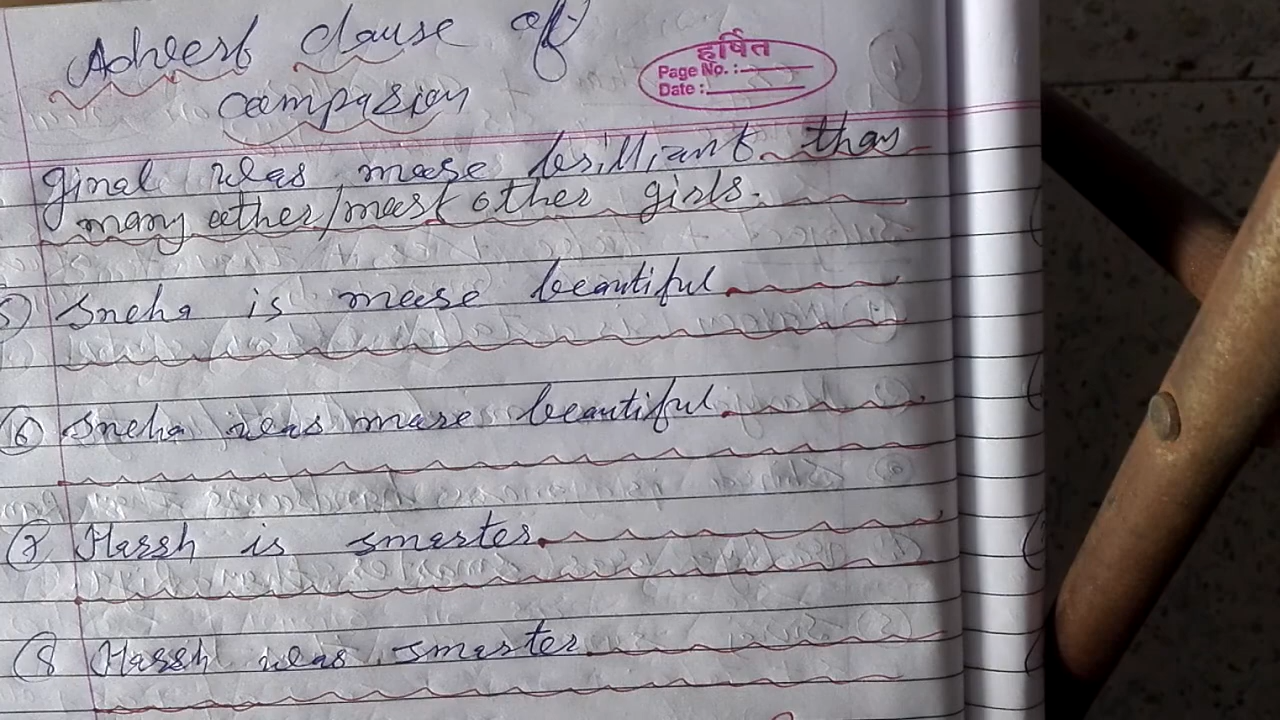 Adverb clause of
comparison
हर्षित
Page No. :
Date :
Ginal was more brilliant than
many other/most other girls.
5) Sneha is more beautiful
6) Sneha was more beautiful
7 Harsh is smarter
(8 Harsh was smarter